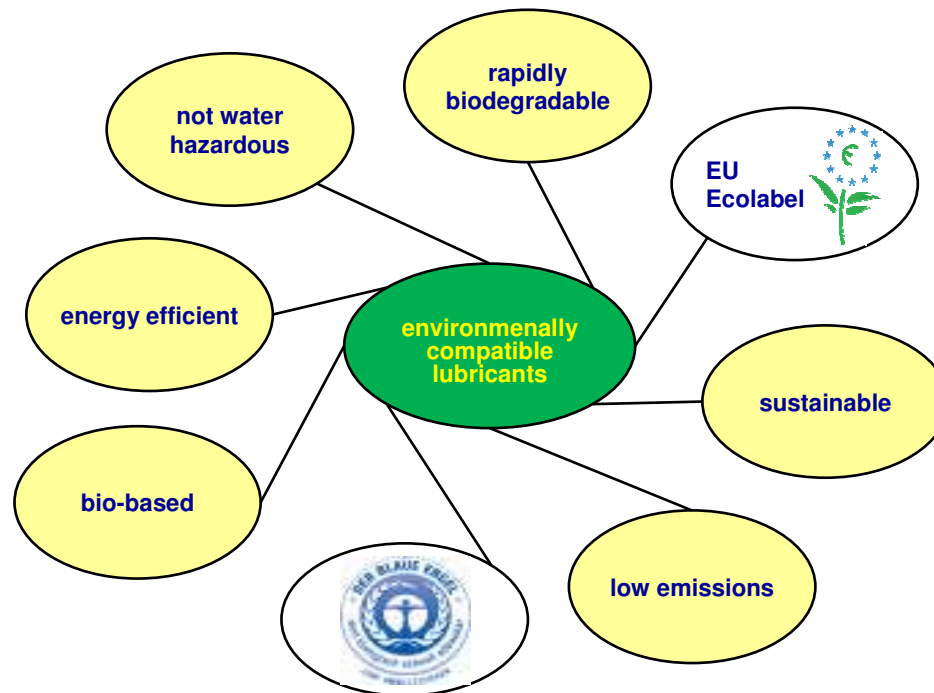 rapidly
biodegradable
not water
hazardous
EU
Ecolabel
energy efficient
environmenally
compatible
lubricants
sustainable
bio-based
low emissions
DER BLAUE ENGEL